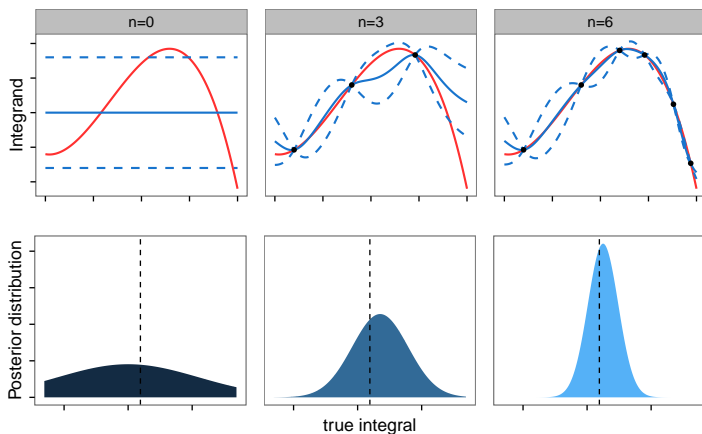 n=0
n=3
n=6
Integrand
Posterior distribution
true integral